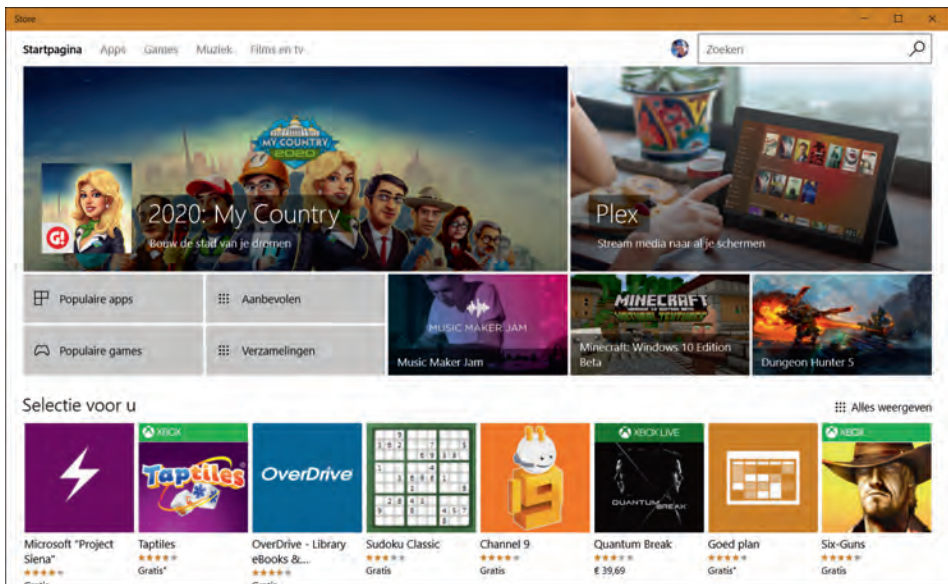 Store
Startpagina Apps Games Muziek Films en tv
Zoeken
MY COUNTRY
2020
G!
2020: My Country
Bouw de stad van je dromen
Plex
Stream media naar al je schermen
Populaire apps
Aanbevolen
Populaire games
Verzamelingen
MUSIC MAKER JAM
Music Maker Jam
MINECRAFT
Minecraft: Windows 10 Edition
Beta
Dungeon Hunter 5
Selectie voor u
Alles weergeven
XBOX
Taptiles
OverDrive
9
XBOX LIVE
QUANTUM BREAK
XBOX
Microsoft "Project
Siena"
Taptiles
Gratis*
OverDrive - Library
eBooks &...
Gratis
Sudoku Classic
Gratis
Channel 9
Gratis
Quantum Break
€ 39,69
Goed plan
Gratis*
Six-Guns
Gratis